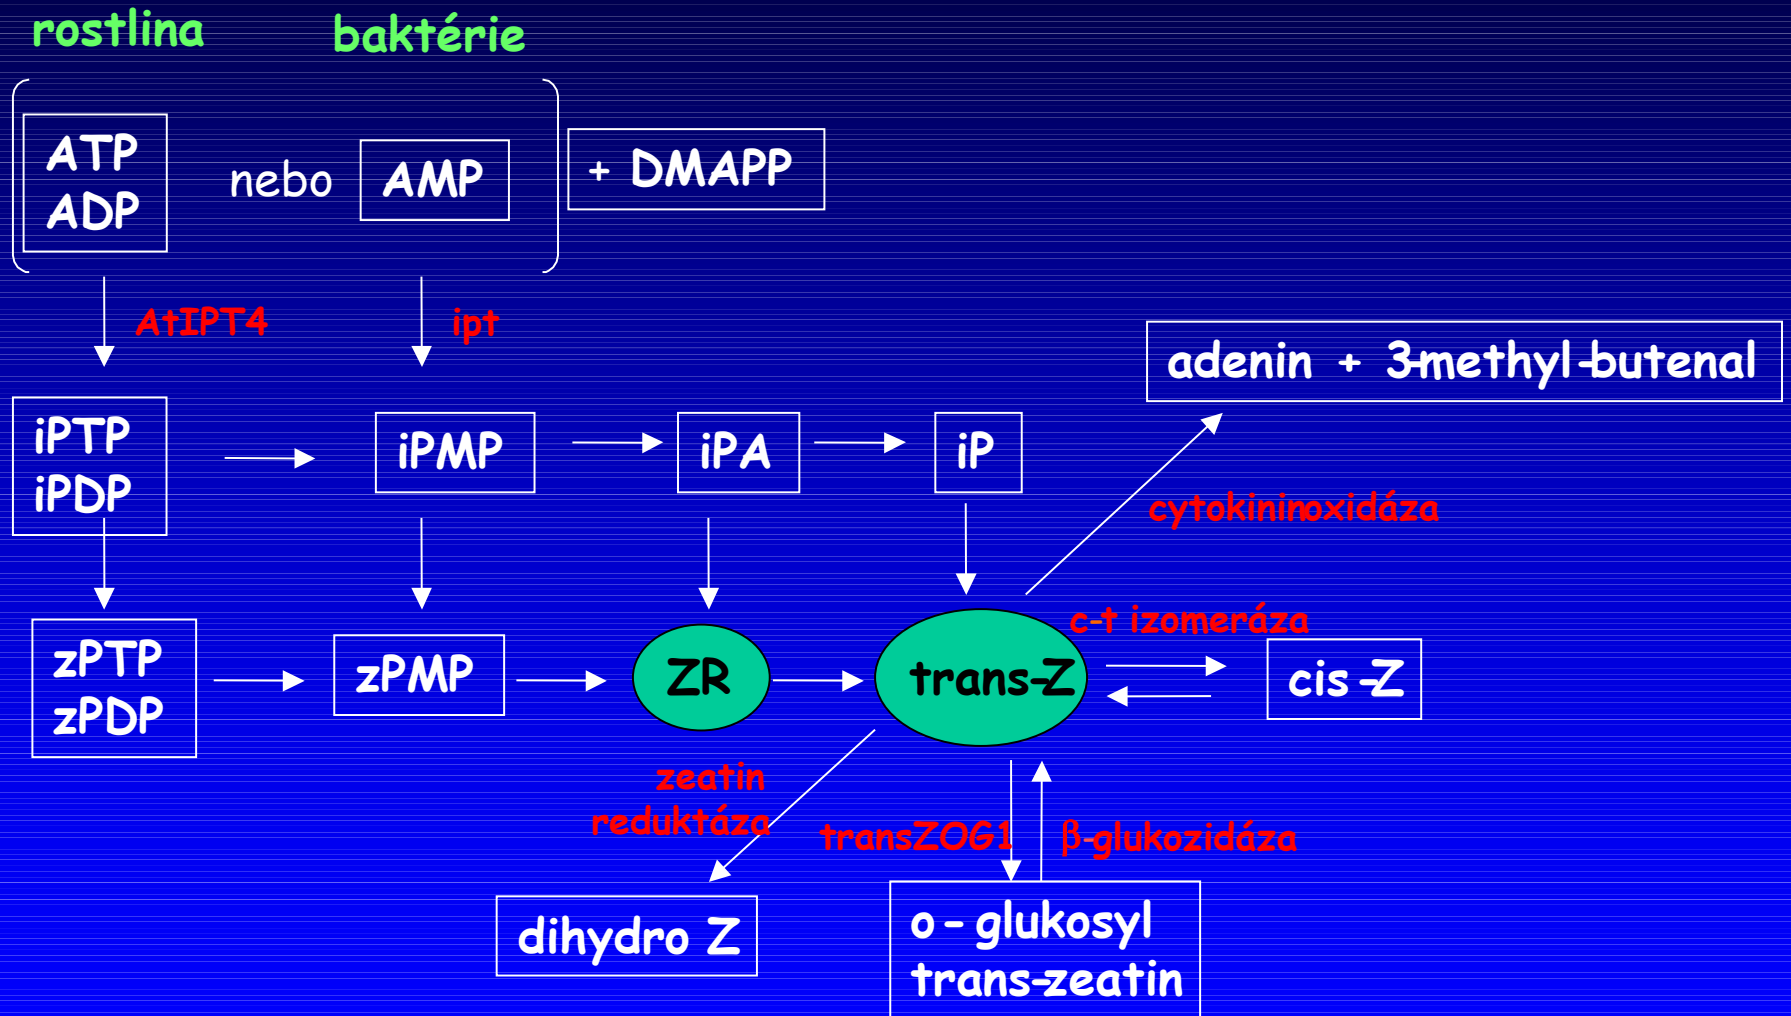 rostlina
baktérie
ATP
ADP
nebo
AMP
+ DMAPP
AtIPT4
ipt
adenin + 3-methyl-butenal
iPTP
iPDP
iPMP
iPA
iP
cytokininoxidáza
c-t izomeráza
zPTP
zPDP
zPMP
ZR
trans-Z
cis-Z
zeatin
reduktáza
transZOG1
β-glukozidáza
dihydro Z
o - glukosyl
trans-zeatin